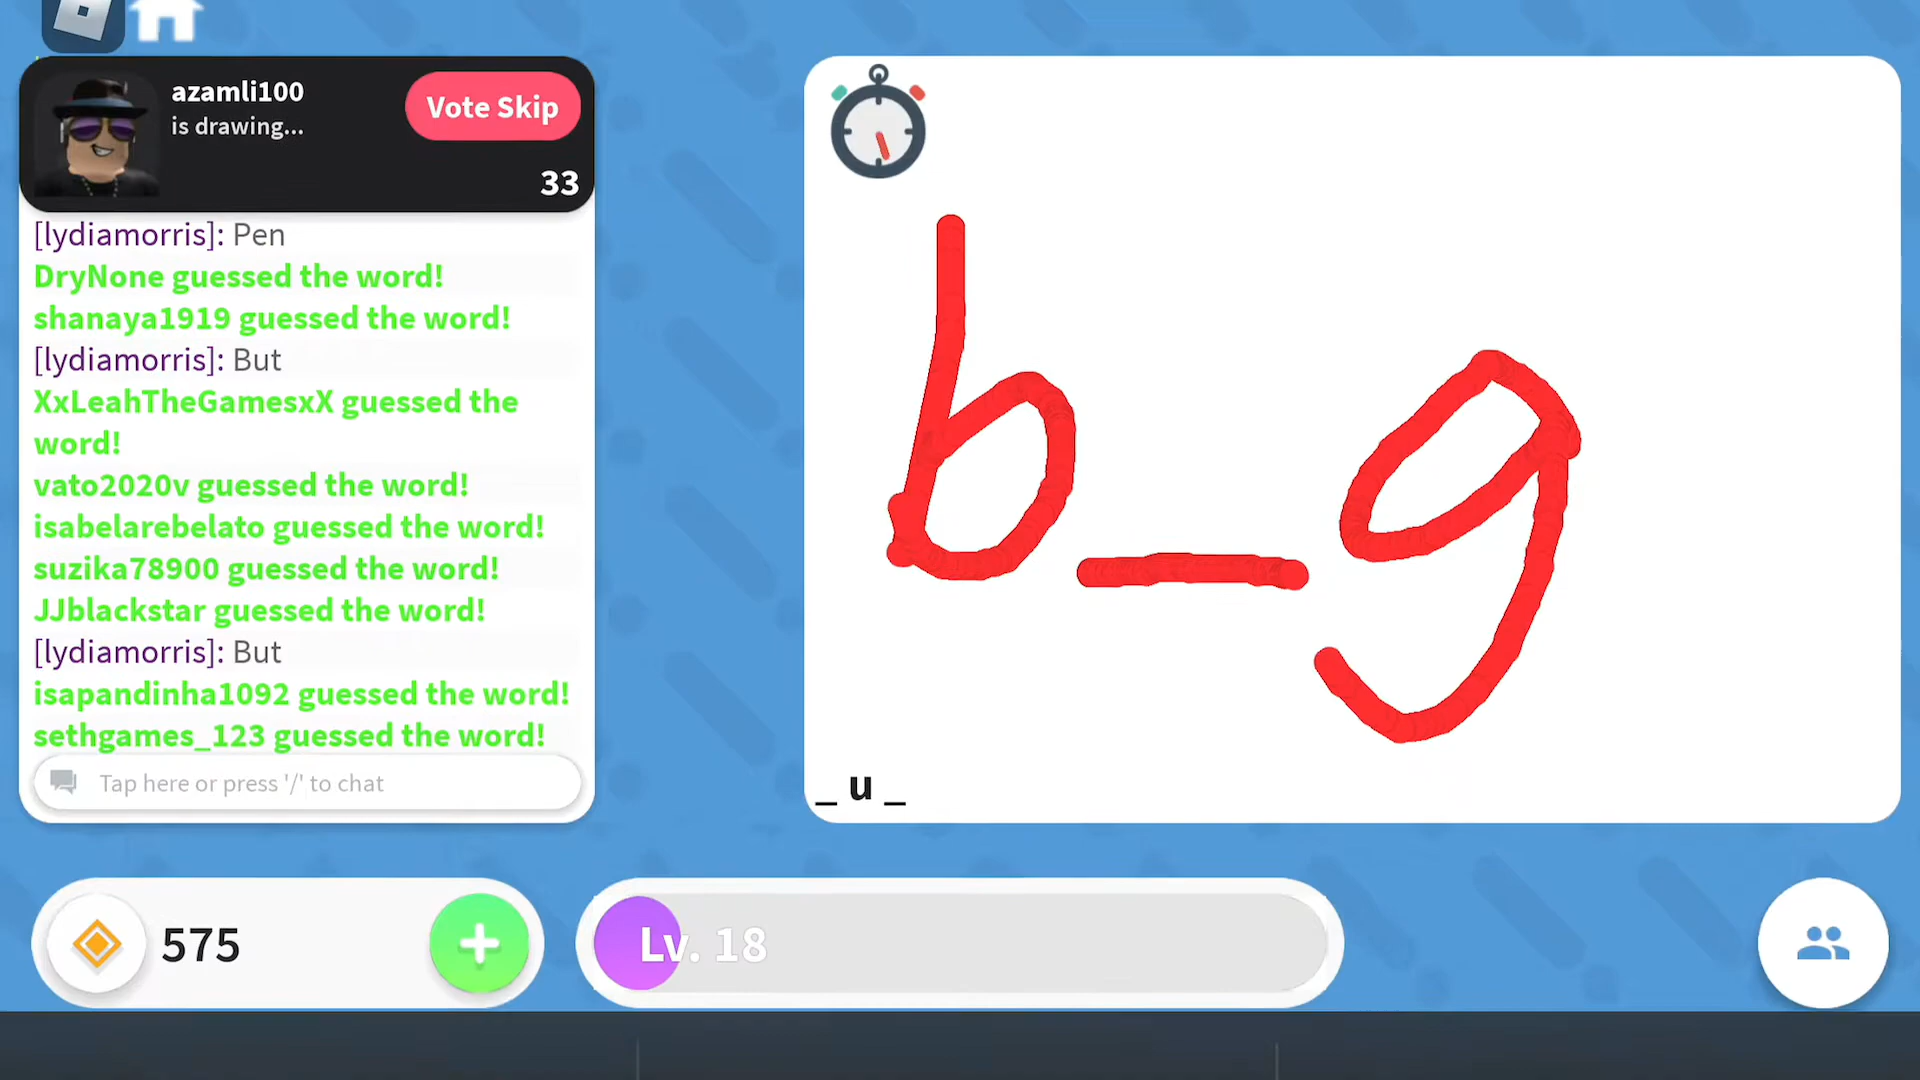 azamli100
is drawing...
Vote Skip
33
[lydiamorris]: Pen
DryNone guessed the word!
shanaya1919 guessed the word!
[lydiamorris]: But
XxLeahTheGamesxX guessed the
word!
vato2020v guessed the word!
isabelarebelato guessed the word!
suzika78900 guessed the word!
JJblackstar guessed the word!
[lydiamorris]: But
isapandinha1092 guessed the word!
sethgames_123 guessed the word!
Tap here or press '/' to chat
b_g
_ u _
575
Lv. 18